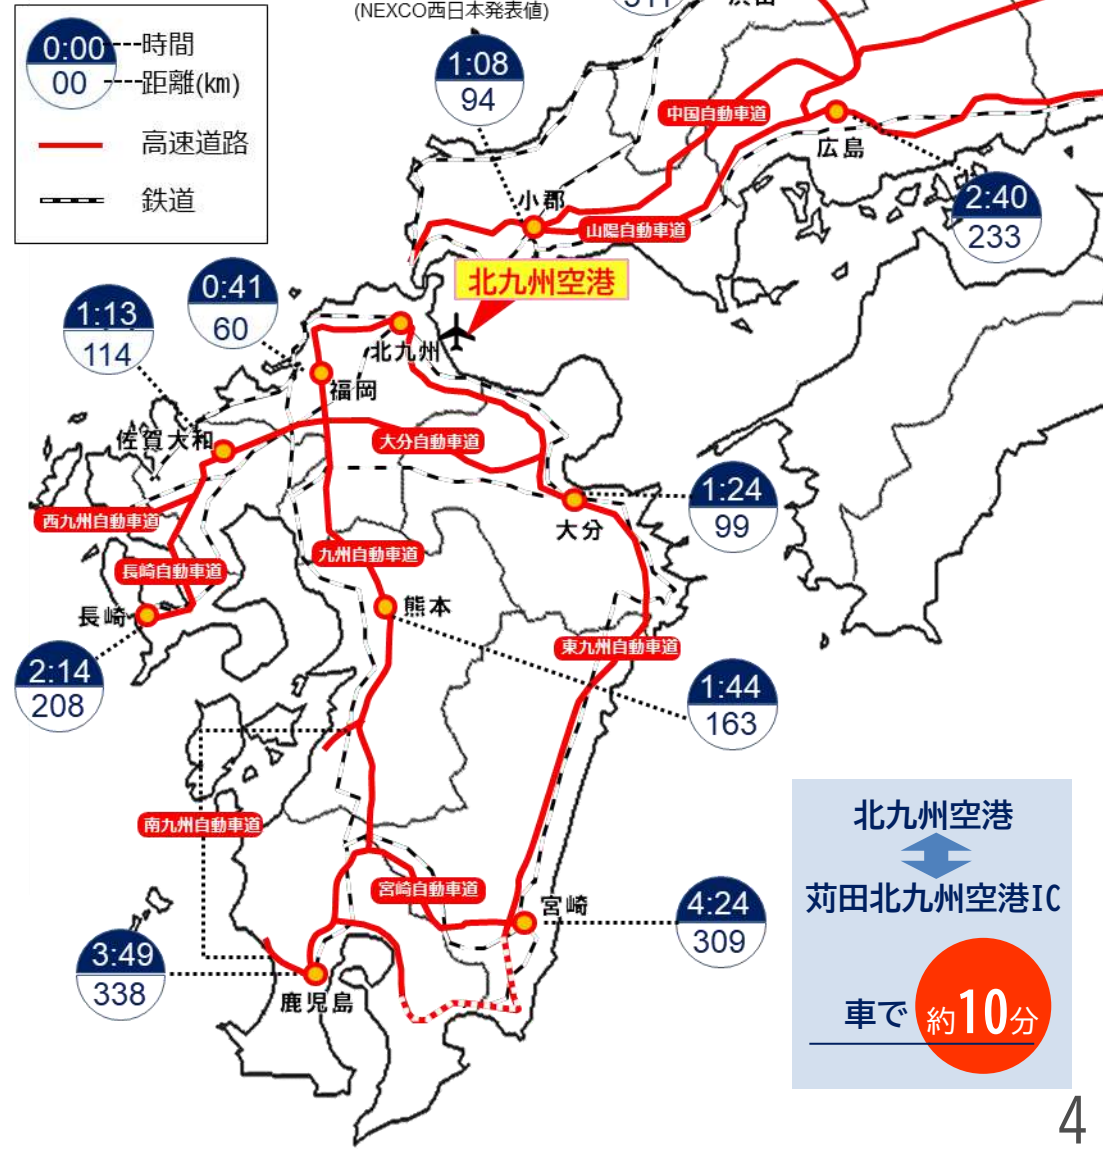 (NEXCO西日本発表値)
0:00
時間
00
距離(km)
高速道路
鉄道
1:08
94
中国自動車道
広島
2:40
233
小郡
山陽自動車道
北九州空港
0:41
60
1:13
114
北九州
福岡
佐賀大和
大分自動車道
1:24
99
大分
西九州自動車道
九州自動車道
長崎自動車道
熊本
長崎
東九州自動車道
2:14
208
1:44
163
南九州自動車道
宮崎自動車道
宮崎
4:24
309
3:49
338
鹿児島
北九州空港
苅田北九州空港IC
車で 約10分
4